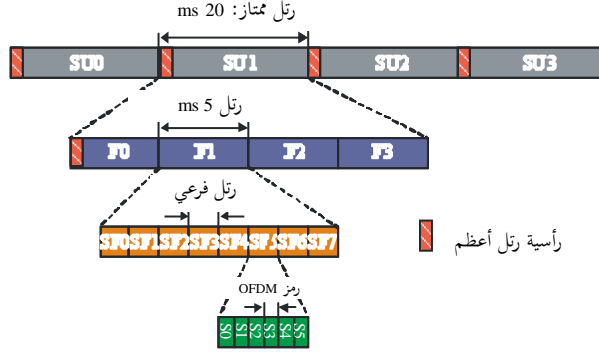 رتل ممتاز: 20 ms
SU0 SU1 SU2 SU3
رتل 5 ms
F0 F1 F2 F3
رتل فرعي
SF0 SF1 SF2 SF3 SF4 SF5 SF6 SF7
رأسية رتل أعظم
رمز OFDM
S0 S1 S2 S3 S4 S5